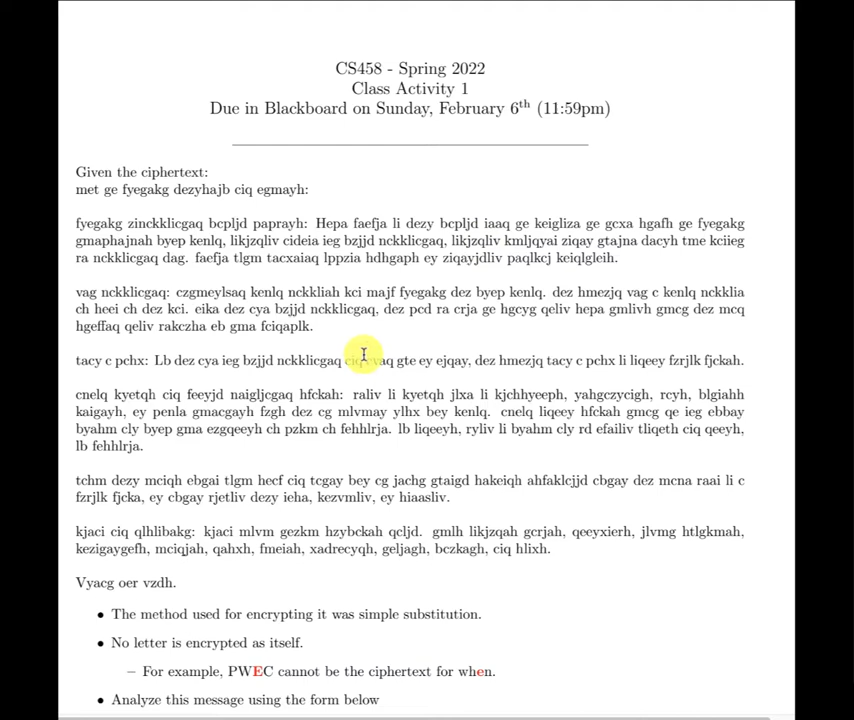 CS458 - Spring 2022
Class Activity 1
Due in Blackboard on Sunday, February 6th (11:59pm)
Given the ciphertext:
met ge fyegakg dezyhajb ciq egmayh:
fyegakg zinckklicgaq bcpljd paprayh: Hepa faefja li dezy bcpljd iaaq ge keigliza ge gcxa hgafh ge fyegakg
gmaphajnah byep kenlq, likjzqliv cideia ieg bzjjd nckklicgaq, likjzqliv kmljqyai ziqay gtajna dacyh tme kciieg
ra nckklicgaq dag. faefja tlgm tacxaiaq lppzia hdhgaph ey ziqayjdliv paqlkcj keiqlgleih.
vag nckklicgaq: czgmeylsaq kenlq nckkliah kci majf fyegakg dez byep kenlq. dez hmezjq vag c kenlq nckklia
ch heei ch dez kci. eika dez cya bzjjd nckklicgaq, dez pcd ra crja ge hgcyg qeliv hepa gmlivh gmcg dez mcq
hgeffaq qeliv rakczha eb gma fciqaplk.
tacy c pchx: Lb dez cya ieg bzjjd nckklicgaq ciq cvaq gte ey ejqay, dez hmezjq tacy c pchx li liqeey fzrjlk fjckah.
cnelq kyetqh ciq feeyjd naigljcgaq hfckah: raliv li kyetqh jlxa li kjchhyeeph, yahgczycigh, rcyh, blgiahh
kaigayh, ey penla gmacgayh fzgh dez cg mlvmay ylhx bey kenlq. cnelq liqeey hfckah gmcg qe ieg ebbay
byahm cly byep gma ezgqeeyh ch pzkm ch fehhlrja. lb liqeeyh, ryliv li byahm cly rd efailiv tliqeth ciq qeeyh,
lb fehhlrja.
tchm dezy mciqh ebgai tlgm hecf ciq tcgay bey cg jachg gtaigd hakeiqh ahfaklcjjd cbgay dez mcna raai li c
fzrjlk fjcka, ey cbgay rjetliv dezy ieha, kezvmliv, ey hiaasliv.
kjaci ciq qlhlibakg: kjaci mlvm gezkm hzybckah qcljd. gmlh likjzqah gcrjah, qeeyxierh, jlvmg htlgkmah,
kezigaygefh, mciqjah, qahxh, fmeiah, xadrecyqh, geljagh, bczkagh, ciq hlixh.
Vyacg oer vzdh.
• The method used for encrypting it was simple substitution.
• No letter is encrypted as itself.
– For example, PWEC cannot be the ciphertext for when.
• Analyze this message using the form below